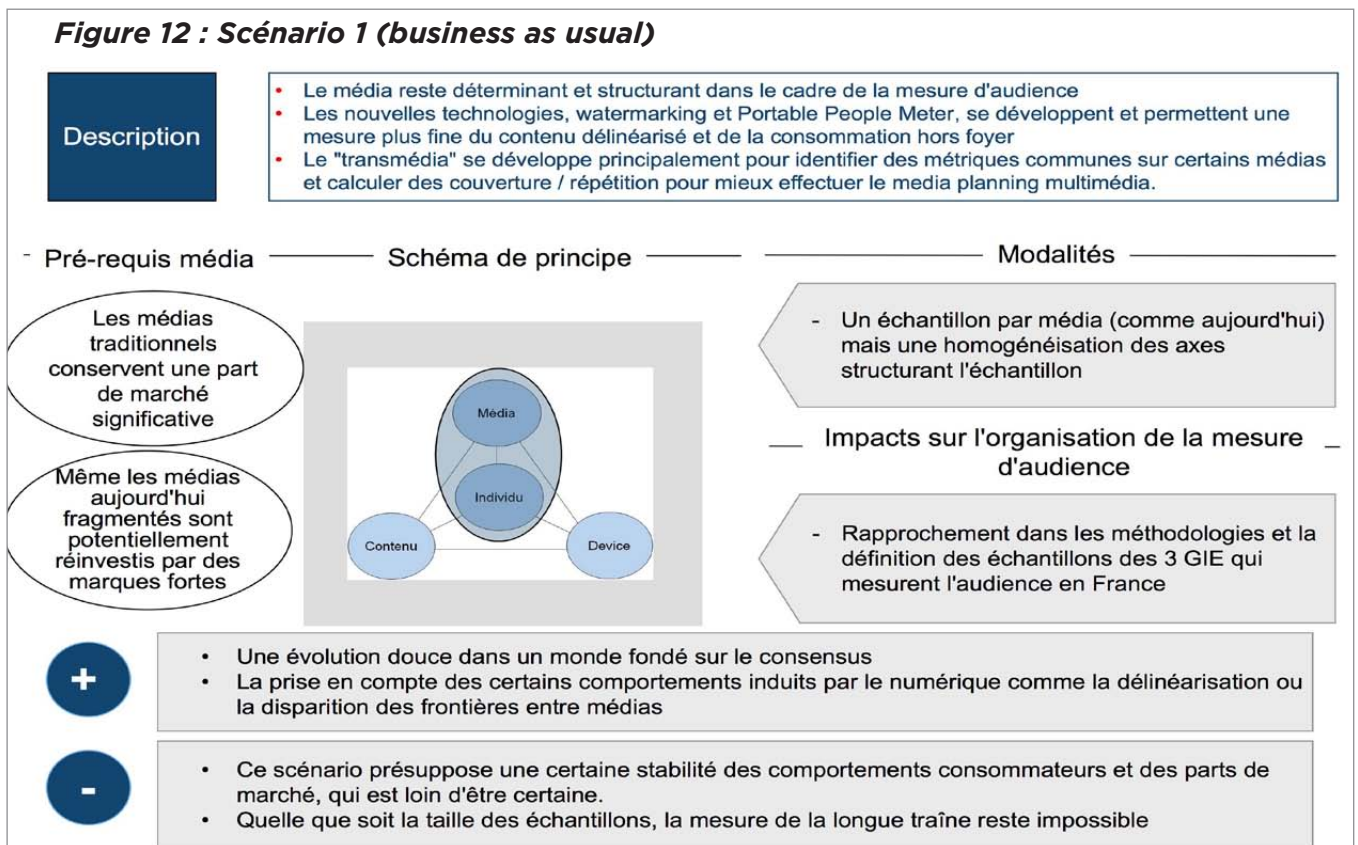 Figure 12 : Scénario 1 (business as usual)
Description
• Le média reste déterminant et structurant dans le cadre de la mesure d'audience
• Les nouvelles technologies, watermarking et Portable People Meter, se développent et permettent une
mesure plus fine du contenu délinéarisé et de la consommation hors foyer
• Le "transmédia" se développe principalement pour identifier des métriques communes sur certains médias
et calculer des couverture / répétition pour mieux effectuer le media planning multimédia.
Pré-requis média
Les médias
traditionnels
conservent une part
de marché
significative
Même les médias
aujourd'hui
fragmentés sont
potentiellement
réinvestis par des
marques fortes
Schéma de principe
Média
Individu
Contenu
Device
Modalités
- Un échantillon par média (comme aujourd'hui)
mais une homogénéisation des axes
structurant l'échantillon
Impacts sur l'organisation de la mesure
d'audience
- Rapprochement dans les méthodologies et la
définition des échantillons des 3 GIE qui
mesurent l'audience en France
+
• Une évolution douce dans un monde fondé sur le consensus
• La prise en compte des certains comportements induits par le numérique comme la délinéarisation ou
la disparition des frontières entre médias
-
• Ce scénario présuppose une certaine stabilité des comportements consommateurs et des parts de
marché, qui est loin d'être certaine.
• Quelle que soit la taille des échantillons, la mesure de la longue traîne reste impossible